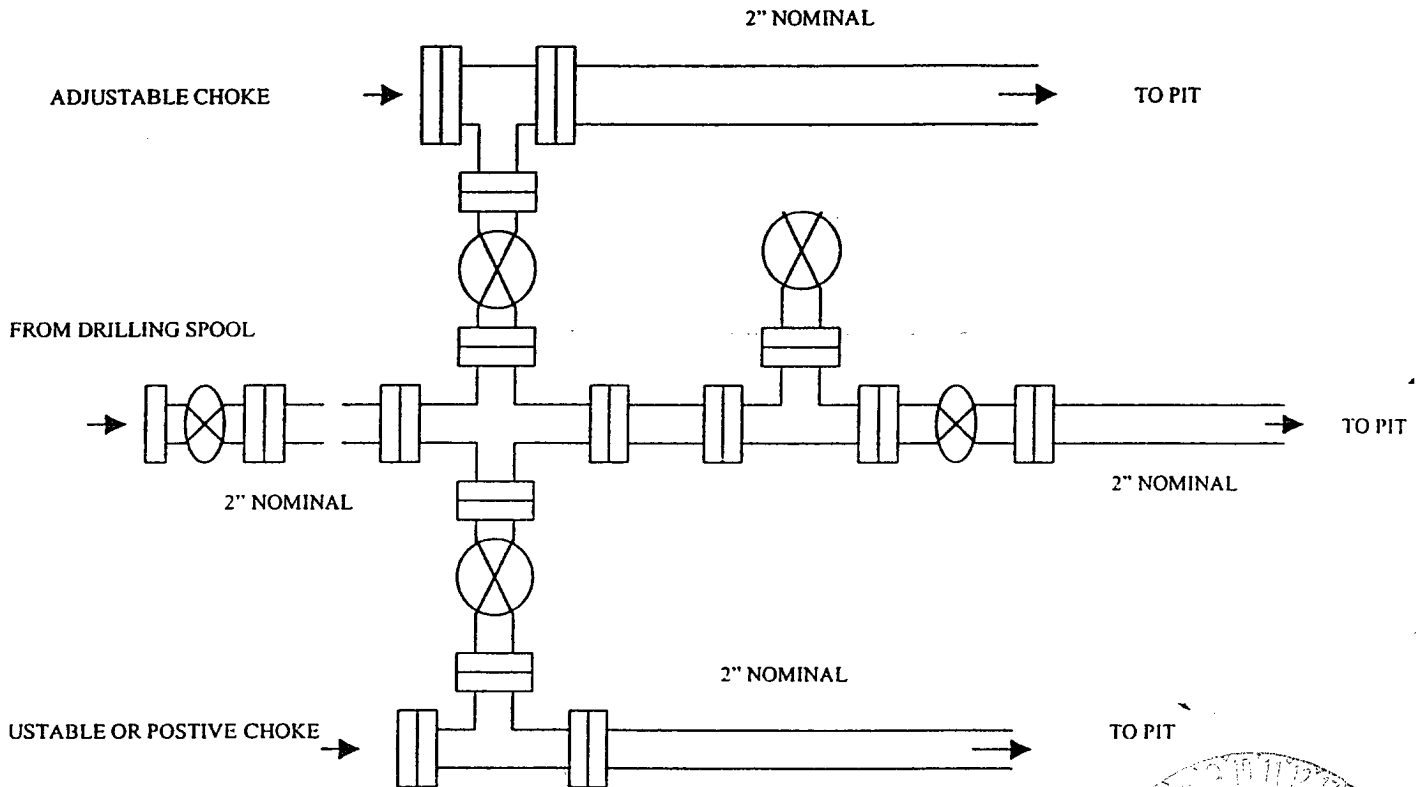 2” NOMINAL
ADJUSTABLE CHOKE
TO PIT
FROM DRILLING SPOOL
TO PIT
2” NOMINAL
2” NOMINAL
2” NOMINAL
USTABLE OR POSTIVE CHOKE
TO PIT